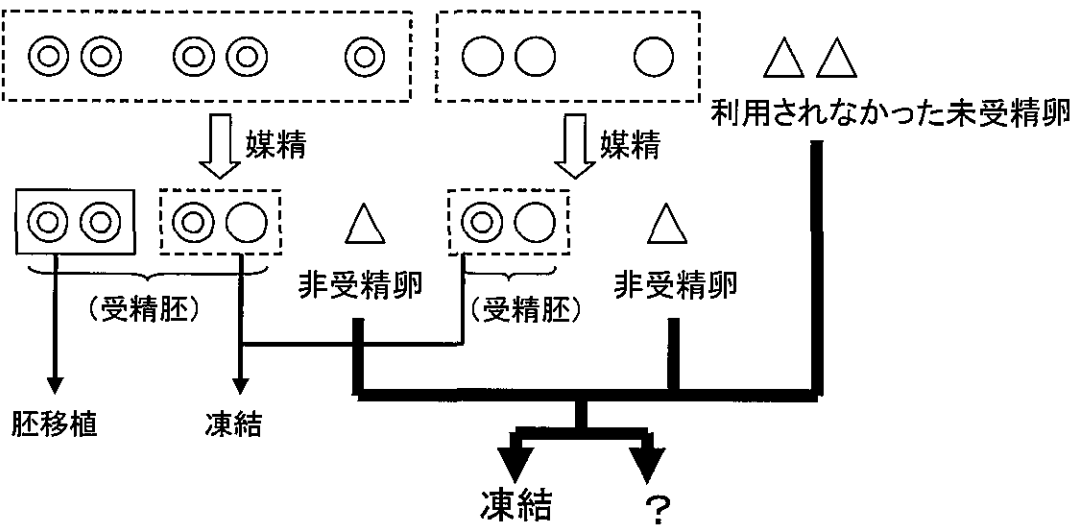 利用されなかった未受精卵
媒精
媒精
非受精卵
非受精卵
(受精胚)
(受精胚)
胚移植
凍結
凍結
?